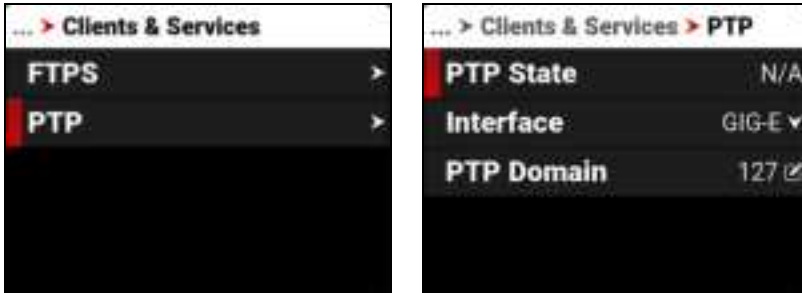 ... > Clients & Services
FTPS >
PTP >
... > Clients & Services > PTP
PTP State N/A
Interface GIG-E
PTP Domain 127